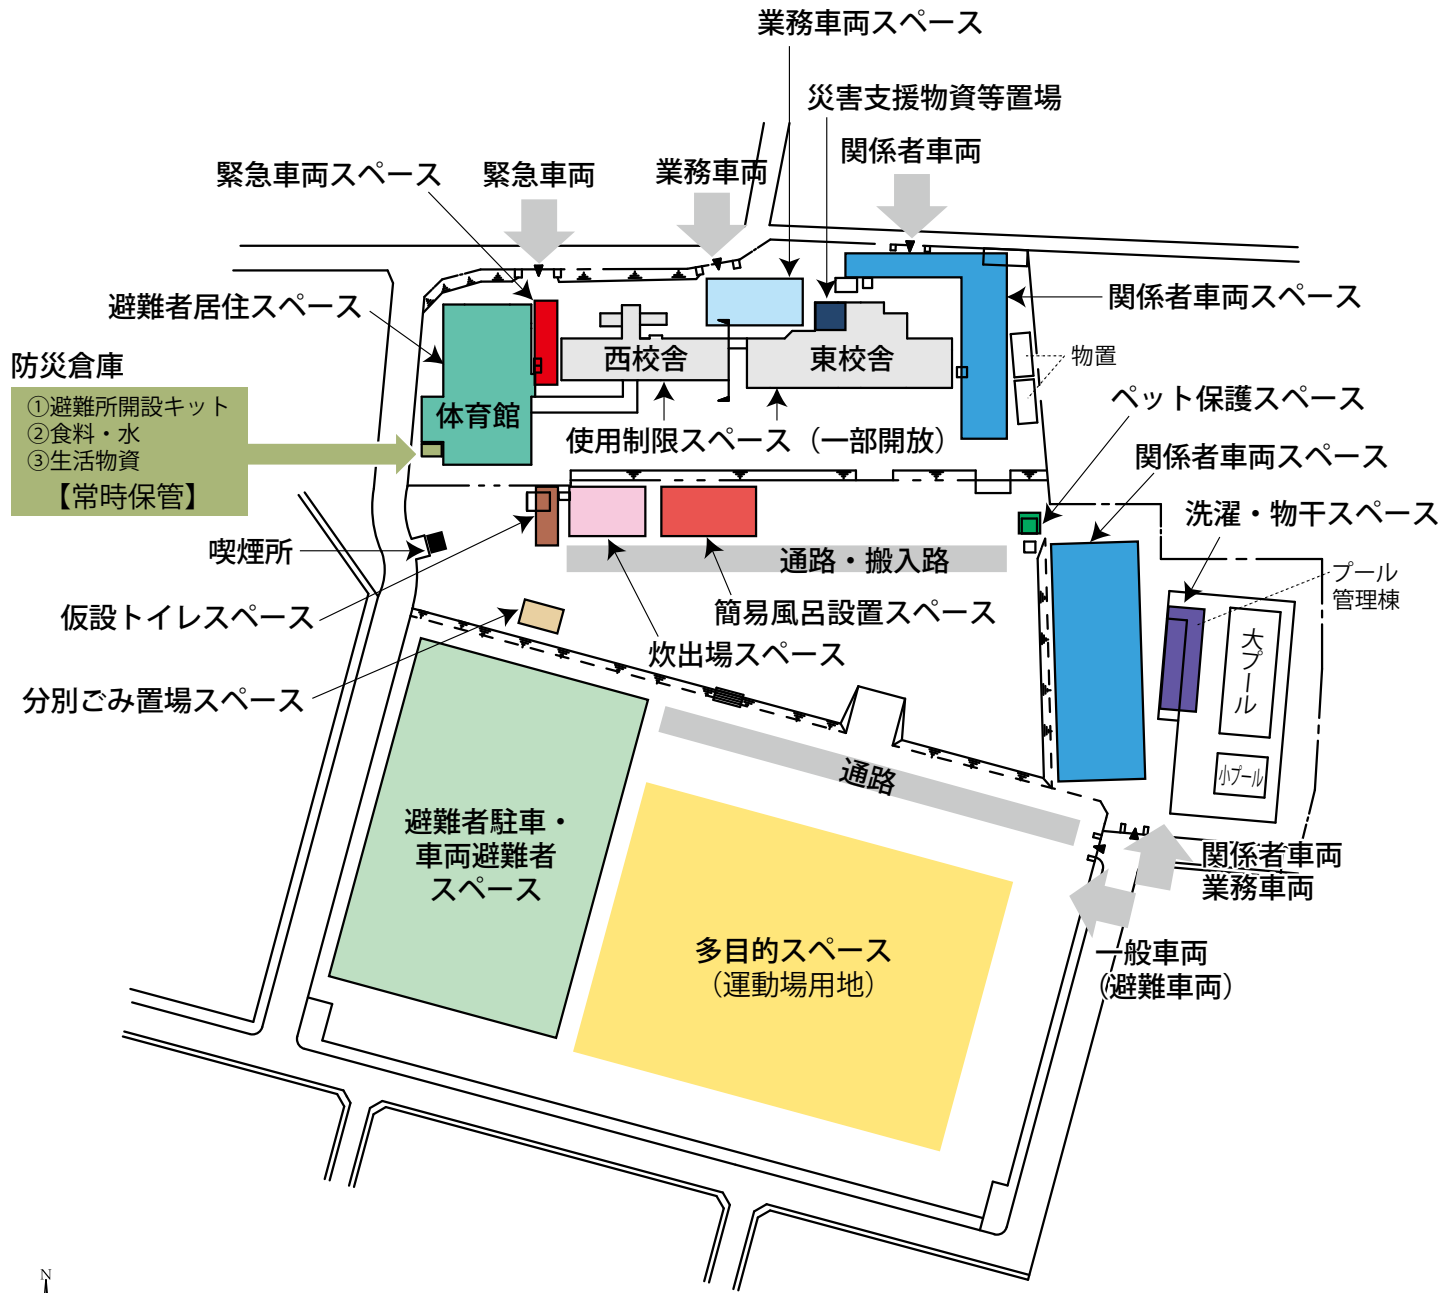 業務車両スペース
災害支援物資等置場
関係者車両
業務車両
緊急車両
緊急車両スペース
避難者居住スペース
関係者車両スペース
防災倉庫
①避難所開設キット
②食料・水
③生活物資
【常時保管】
体育館
西校舎
東校舎
物置
ペット保護スペース
使用制限スペース（一部開放）
関係者車両スペース
洗濯・物干スペース
喫煙所
通路・搬入路
プール
管理棟
仮設トイレスペース
簡易風呂設置スペース
炊出場スペース
大プール
分別ごみ置場スペース
通路
小プール
避難者駐車・
車両避難者
スペース
関係者車両
業務車両
多目的スペース
（運動場用地）
一般車両
（避難車両）
N